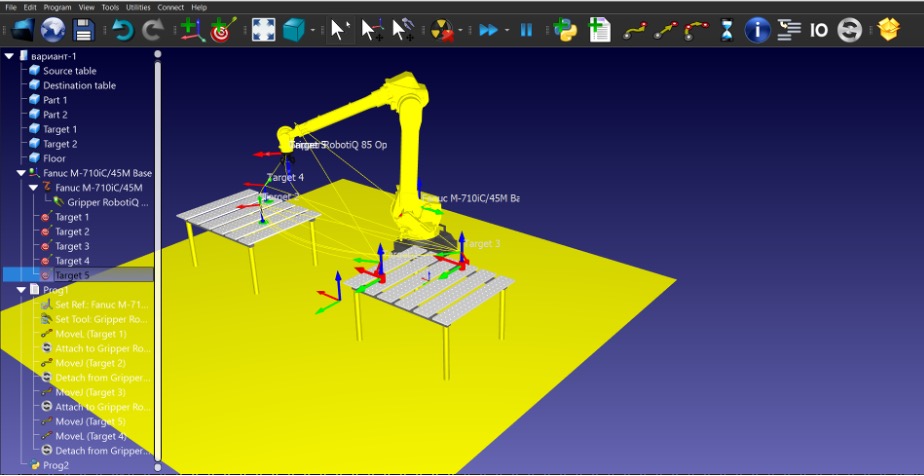 File Edit Program View Tools Utilities Connect Help
IO
вариант-1
Source table
Destination table
Part 1
Part 2
Target 1
Target 2
Floor
Fanuc M-710iC/45M Base
Fanuc M-710iC/45M
Gripper RobotiQ ...
Target 1
Target 2
Target 3
Target 4
Target 5
Prog1
Set Ref.: Fanuc M-71...
Set Tool: Gripper Ro...
MoveL (Target 1)
Attach to Gripper Ro...
MoveJ (Target 2)
Detach from Gripper...
MoveJ (Target 3)
Attach to Gripper Ro...
MoveJ (Target 5)
MoveL (Target 4)
Detach from Gripper...
Prog2
RobotiQ 85 Op
Target 4
Fanuc M-710iC/45M Ba
Target 3